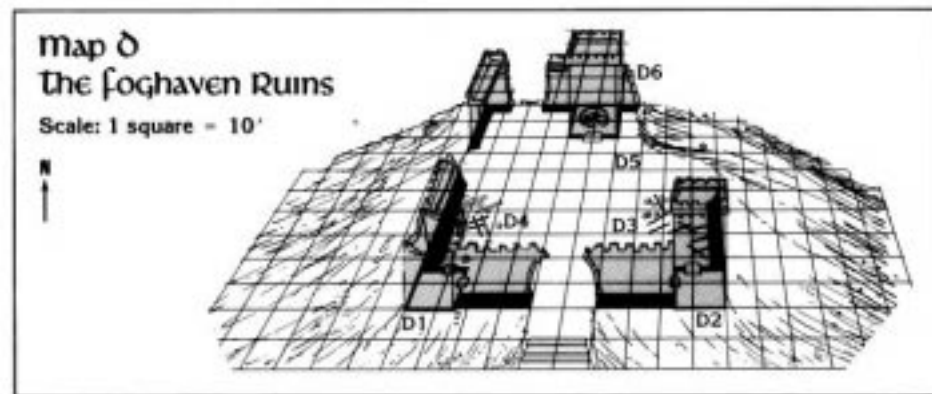 Map D
The Foghaven Ruins
Scale: 1 square = 10'
N
D6
D5
D4
D3
D1
D2